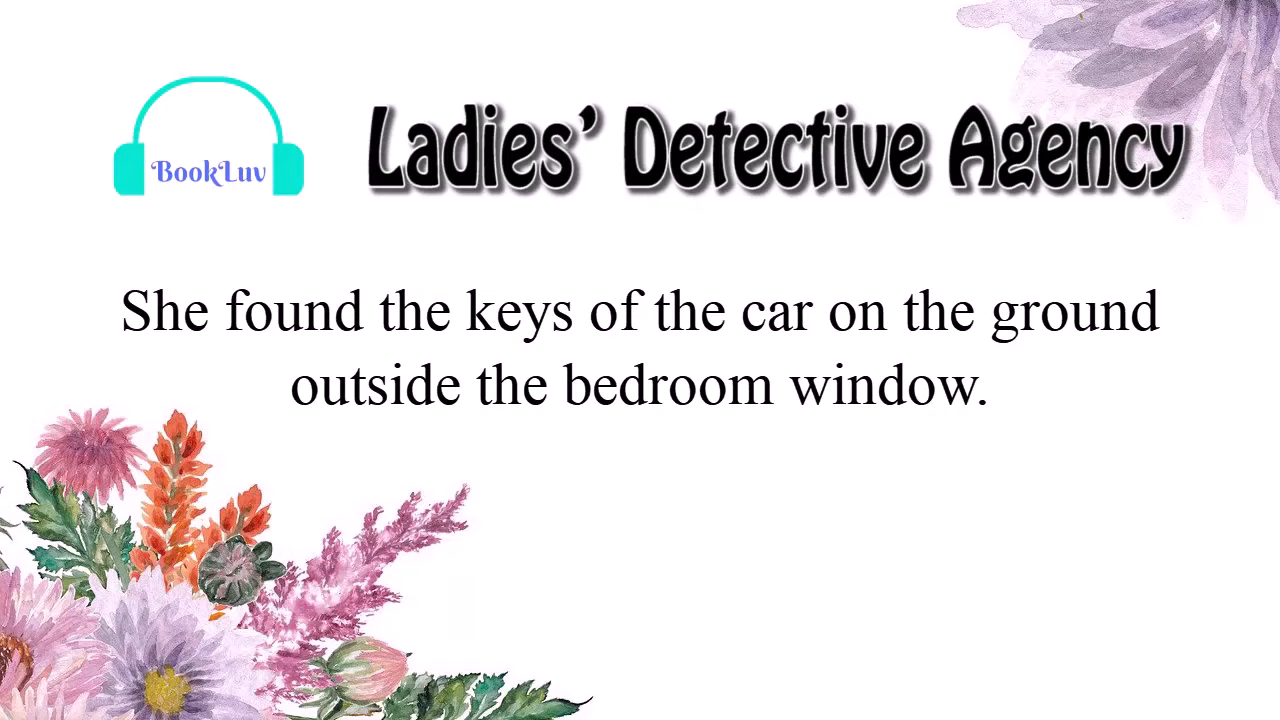 BookLuv
Ladies’ Detective Agency
She found the keys of the car on the ground
outside the bedroom window.